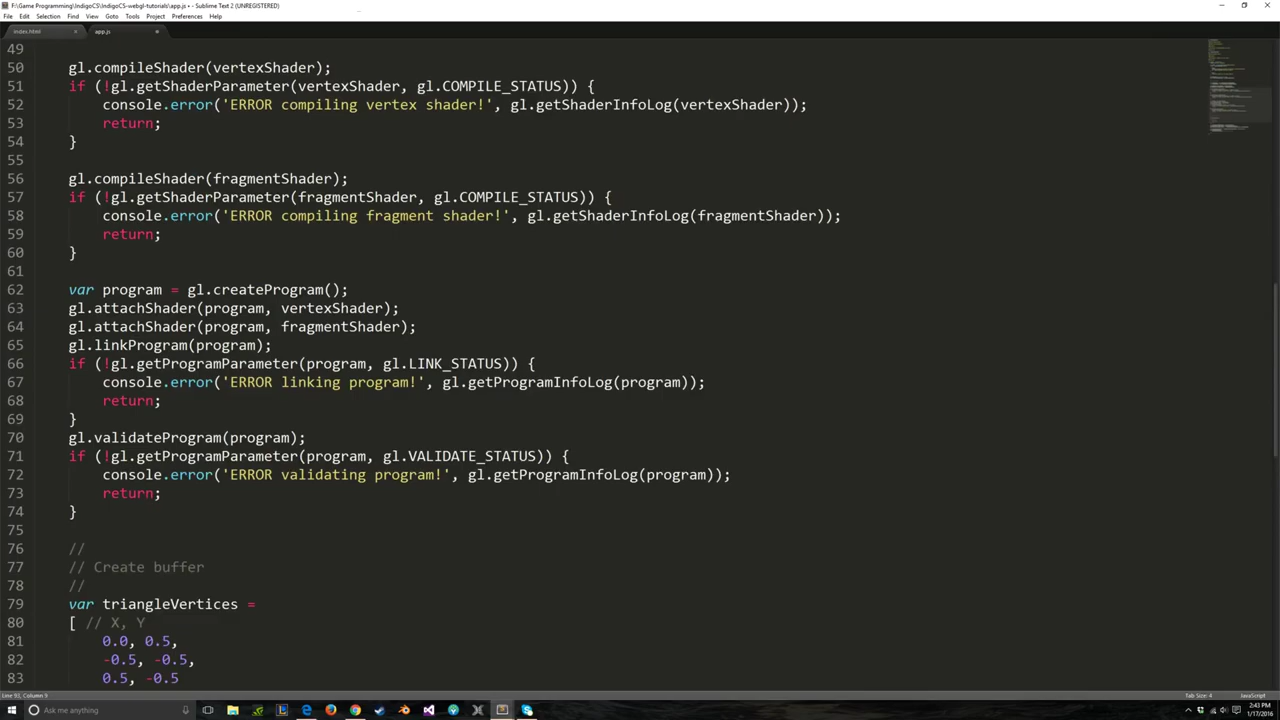 F:\Game Programming\IndigoCS\IndigoCS-webgl-tutorials\app.js • - Sublime Text 2 (UNREGISTERED)
File Edit Selection Find View Goto Tools Project Preferences Help
index.html app.js
49
50 gl.compileShader(vertexShader);
51 if (!gl.getShaderParameter(vertexShader, gl.COMPILE_STATUS)) {
52 console.error('ERROR compiling vertex shader!', gl.getShaderInfoLog(vertexShader));
53 return;
54 }
55
56 gl.compileShader(fragmentShader);
57 if (!gl.getShaderParameter(fragmentShader, gl.COMPILE_STATUS)) {
58 console.error('ERROR compiling fragment shader!', gl.getShaderInfoLog(fragmentShader));
59 return;
60 }
61
62 var program = gl.createProgram();
63 gl.attachShader(program, vertexShader);
64 gl.attachShader(program, fragmentShader);
65 gl.linkProgram(program);
66 if (!gl.getProgramParameter(program, gl.LINK_STATUS)) {
67 console.error('ERROR linking program!', gl.getProgramInfoLog(program));
68 return;
69 }
70 gl.validateProgram(program);
71 if (!gl.getProgramParameter(program, gl.VALIDATE_STATUS)) {
72 console.error('ERROR validating program!', gl.getProgramInfoLog(program));
73 return;
74 }
75
76 //
77 // Create buffer
78 //
79 var triangleVertices =
80 [ // X, Y
81 0.0, 0.5,
82 -0.5, -0.5,
83 0.5, -0.5
Line 93, Column 9 Tab Size: 4 JavaScript
Ask me anything 2:43 PM
1/17/2016